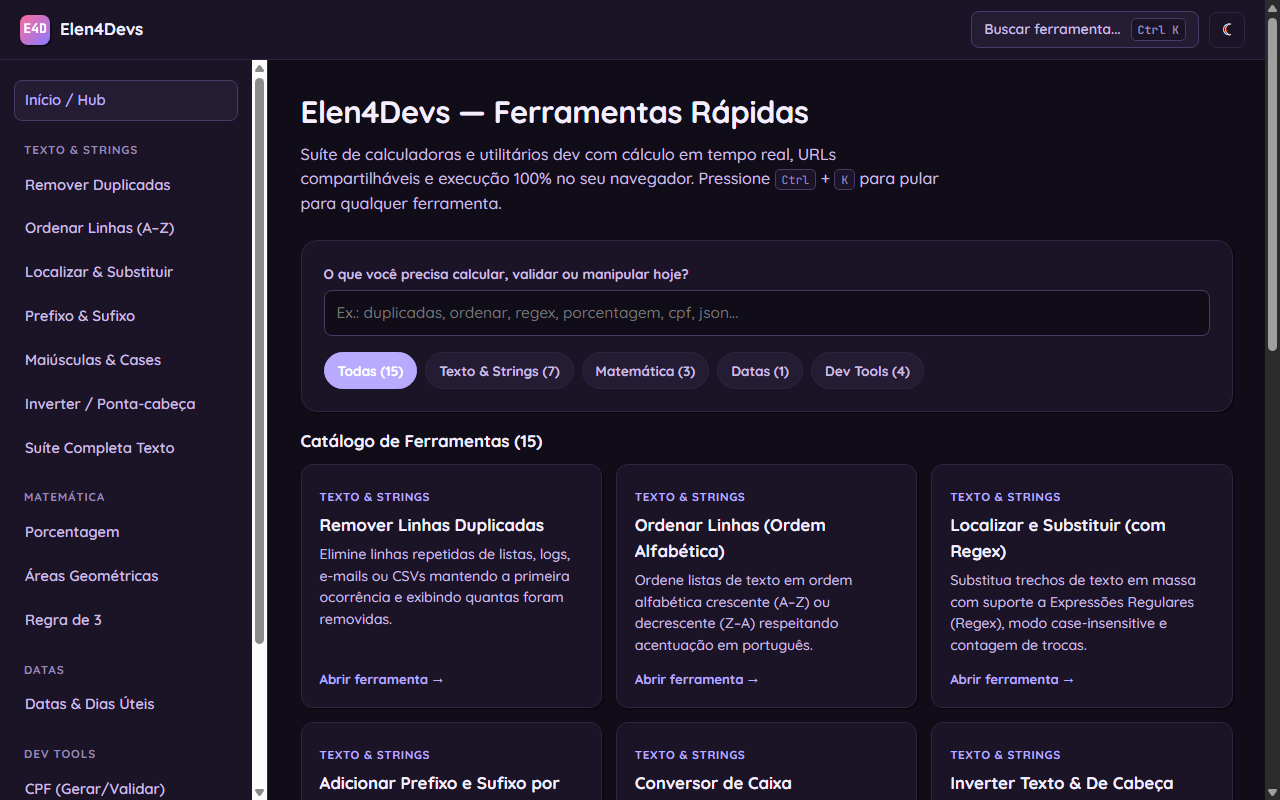 E4D Elen4Devs
Buscar ferramenta... Ctrl K
Início / Hub
TEXTO & STRINGS
Remover Duplicadas
Ordenar Linhas (A–Z)
Localizar & Substituir
Prefixo & Sufixo
Maiúsculas & Cases
Inverter / Ponta-cabeça
Suíte Completa Texto
MATEMÁTICA
Porcentagem
Áreas Geométricas
Regra de 3
DATAS
Datas & Dias Úteis
DEV TOOLS
CPF (Gerar/Validar)
Elen4Devs — Ferramentas Rápidas
Suíte de calculadoras e utilitários dev com cálculo em tempo real, URLs
compartilháveis e execução 100% no seu navegador. Pressione Ctrl + K para pular
para qualquer ferramenta.
O que você precisa calcular, validar ou manipular hoje?
Ex.: duplicadas, ordenar, regex, porcentagem, cpf, json...
Todas (15) Texto & Strings (7) Matemática (3) Datas (1) Dev Tools (4)
Catálogo de Ferramentas (15)
TEXTO & STRINGS
Remover Linhas Duplicadas
Elimine linhas repetidas de listas, logs,
e-mails ou CSVs mantendo a primeira
ocorrência e exibindo quantas foram
removidas.
Abrir ferramenta →
TEXTO & STRINGS
Ordenar Linhas (Ordem
Alfabética)
Ordene listas de texto em ordem
alfabética crescente (A–Z) ou
decrescente (Z–A) respeitando
acentuação em português.
Abrir ferramenta →
TEXTO & STRINGS
Localizar e Substituir (com
Regex)
Substitua trechos de texto em massa
com suporte a Expressões Regulares
(Regex), modo case-insensitive e
contagem de trocas.
Abrir ferramenta →
TEXTO & STRINGS
Adicionar Prefixo e Sufixo por
TEXTO & STRINGS
Conversor de Caixa
TEXTO & STRINGS
Inverter Texto & De Cabeça